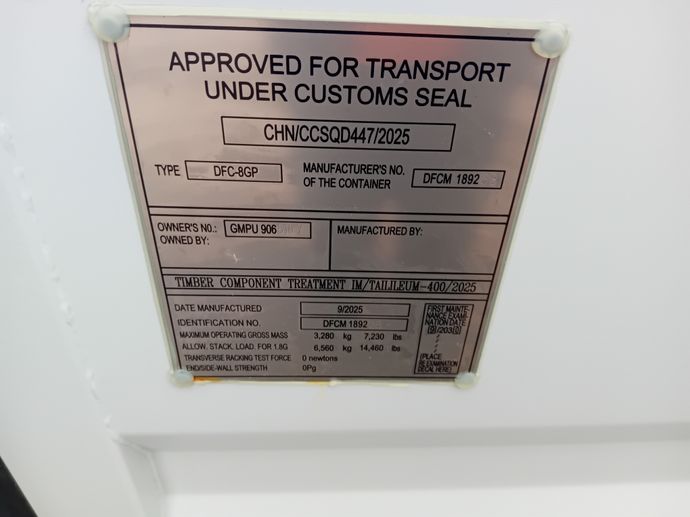 APPROVED FOR TRANSPORT
UNDER CUSTOMS SEAL
CHN/CCSQD447/2025
TYPE DFC-8GP MANUFACTURER'S NO.
OF THE CONTAINER DFCM 1892
OWNER'S NO.: GMPU 906
OWNED BY:
MANUFACTURED BY:
TIMBER COMPONENT TREATMENT IM/TAILILEUM-400/2025
DATE MANUFACTURED 9/2025
IDENTIFICATION NO. DFCM 1892
MAXIMUM OPERATING GROSS MASS 3,280 kg 7,230 lbs
ALLOW. STACK. LOAD. FOR 1.8G 6,560 kg 14,460 lbs
TRANSVERSE RACKING TEST FORCE 0 newtons
END/SIDE-WALL STRENGTH 0Pg
FIRST MAINTE-
NANCE EXAMI-
NATION DATE
[9]/203[0]
/
/
/
(PLACE
RE-EXAMINATION
DECAL HERE)